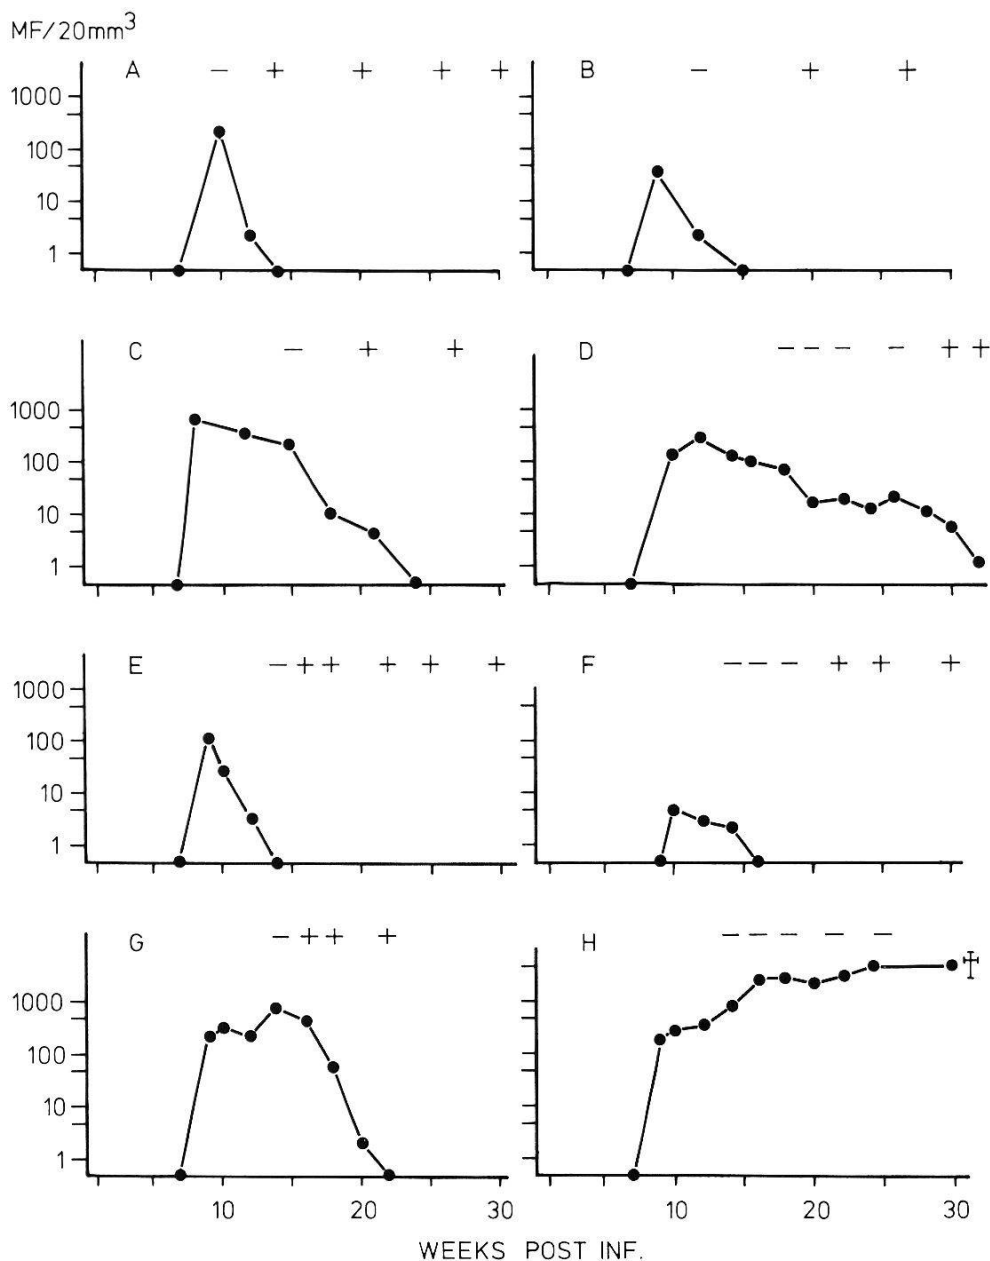 MF/20mm³
A − + + + +
B − + +
1000
100
10
1
C − + +
D − − − − + +
1000
100
10
1
E − + + + + +
F − − − + + +
1000
100
10
1
G − + + +
H − − − − −
1000
100
10
1
10 20 30
10 20 30
WEEKS POST INF.